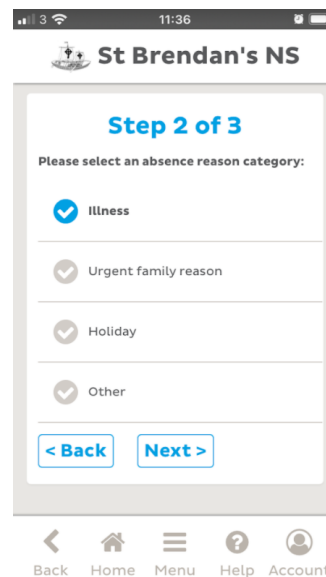 3 11:36
St Brendan's NS
Step 2 of 3
Please select an absence reason category:
Illness
Urgent family reason
Holiday
Other
< Back Next >
Back Home Menu Help Account